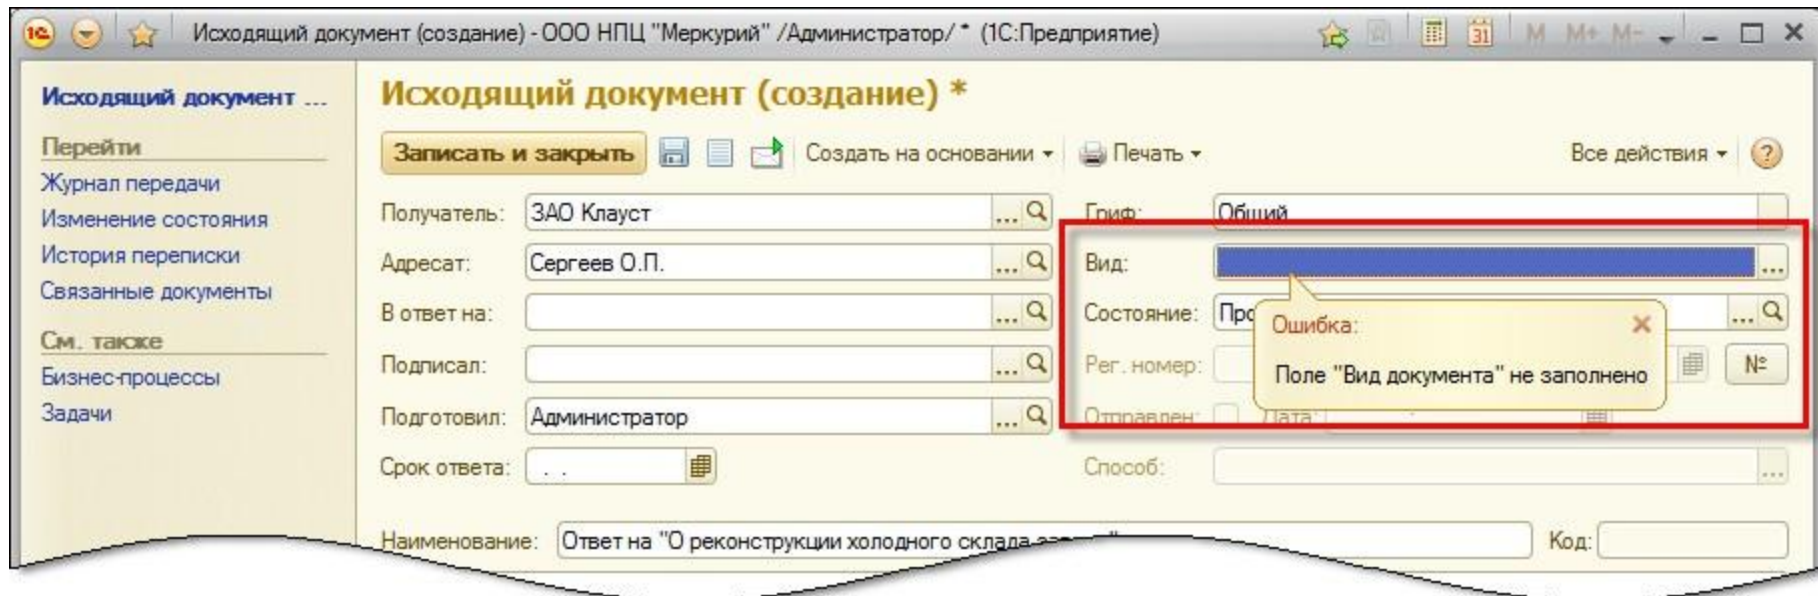 Исходящий документ (создание) - ООО НПЦ "Меркурий" /Администратор/ * (1С:Предприятие)
31 M M+ M-
Исходящий документ ...
Перейти
Журнал передачи
Изменение состояния
История переписки
Связанные документы
См. также
Бизнес-процессы
Задачи
Исходящий документ (создание) *
Записать и закрыть Создать на основании Печать Все действия ?
Получатель: ЗАО Клауст ... Гриф: Общий
Адресат: Сергеев О.П. ... Вид: ...
В ответ на: ... Состояние: Про ...
Ошибка:
Поле "Вид документа" не заполнено
Подписал: ... Рег. номер: №
Подготовил: Администратор ... Отправлен: Дата:
Срок ответа: . . Способ: ...
Наименование: Ответ на "О реконструкции холодного склада Код: